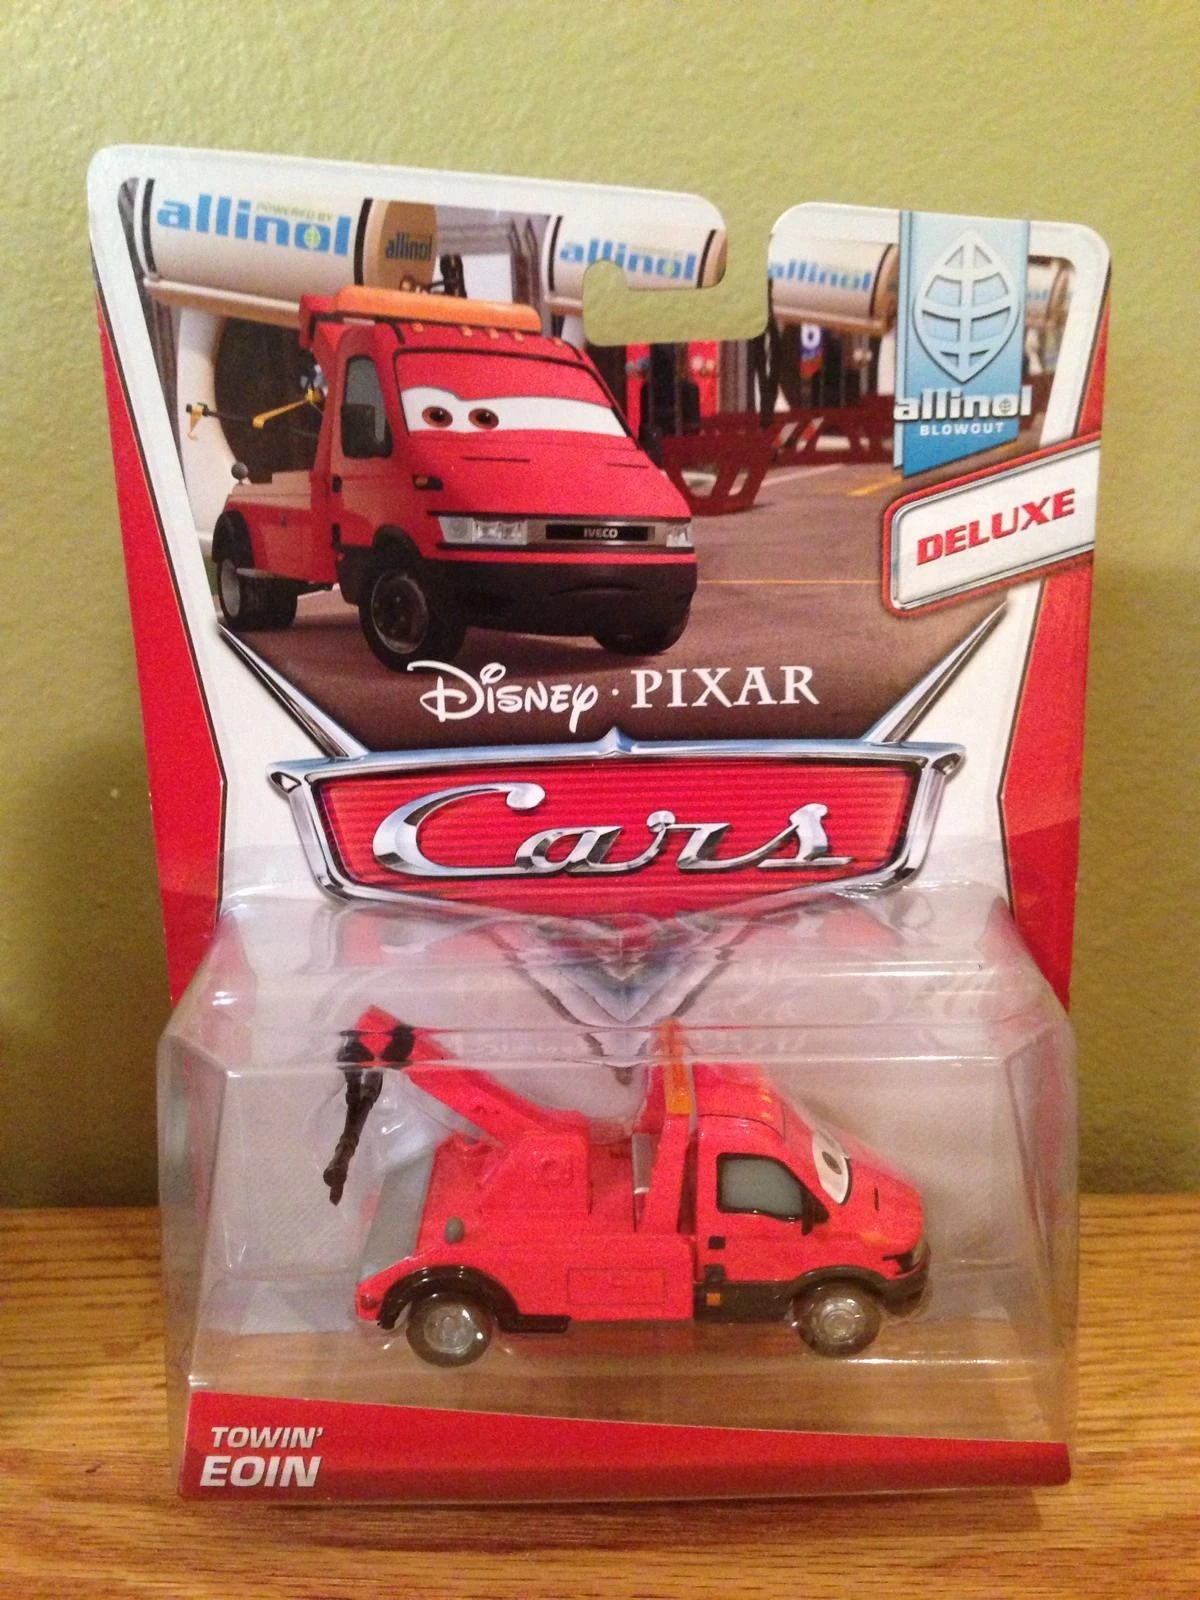 POWERED BY
allinol
allinol
allinol
allinol
allinol
BLOWOUT
DELUXE
IVECO
Disney · PIXAR
Cars
TOWIN'
EOIN